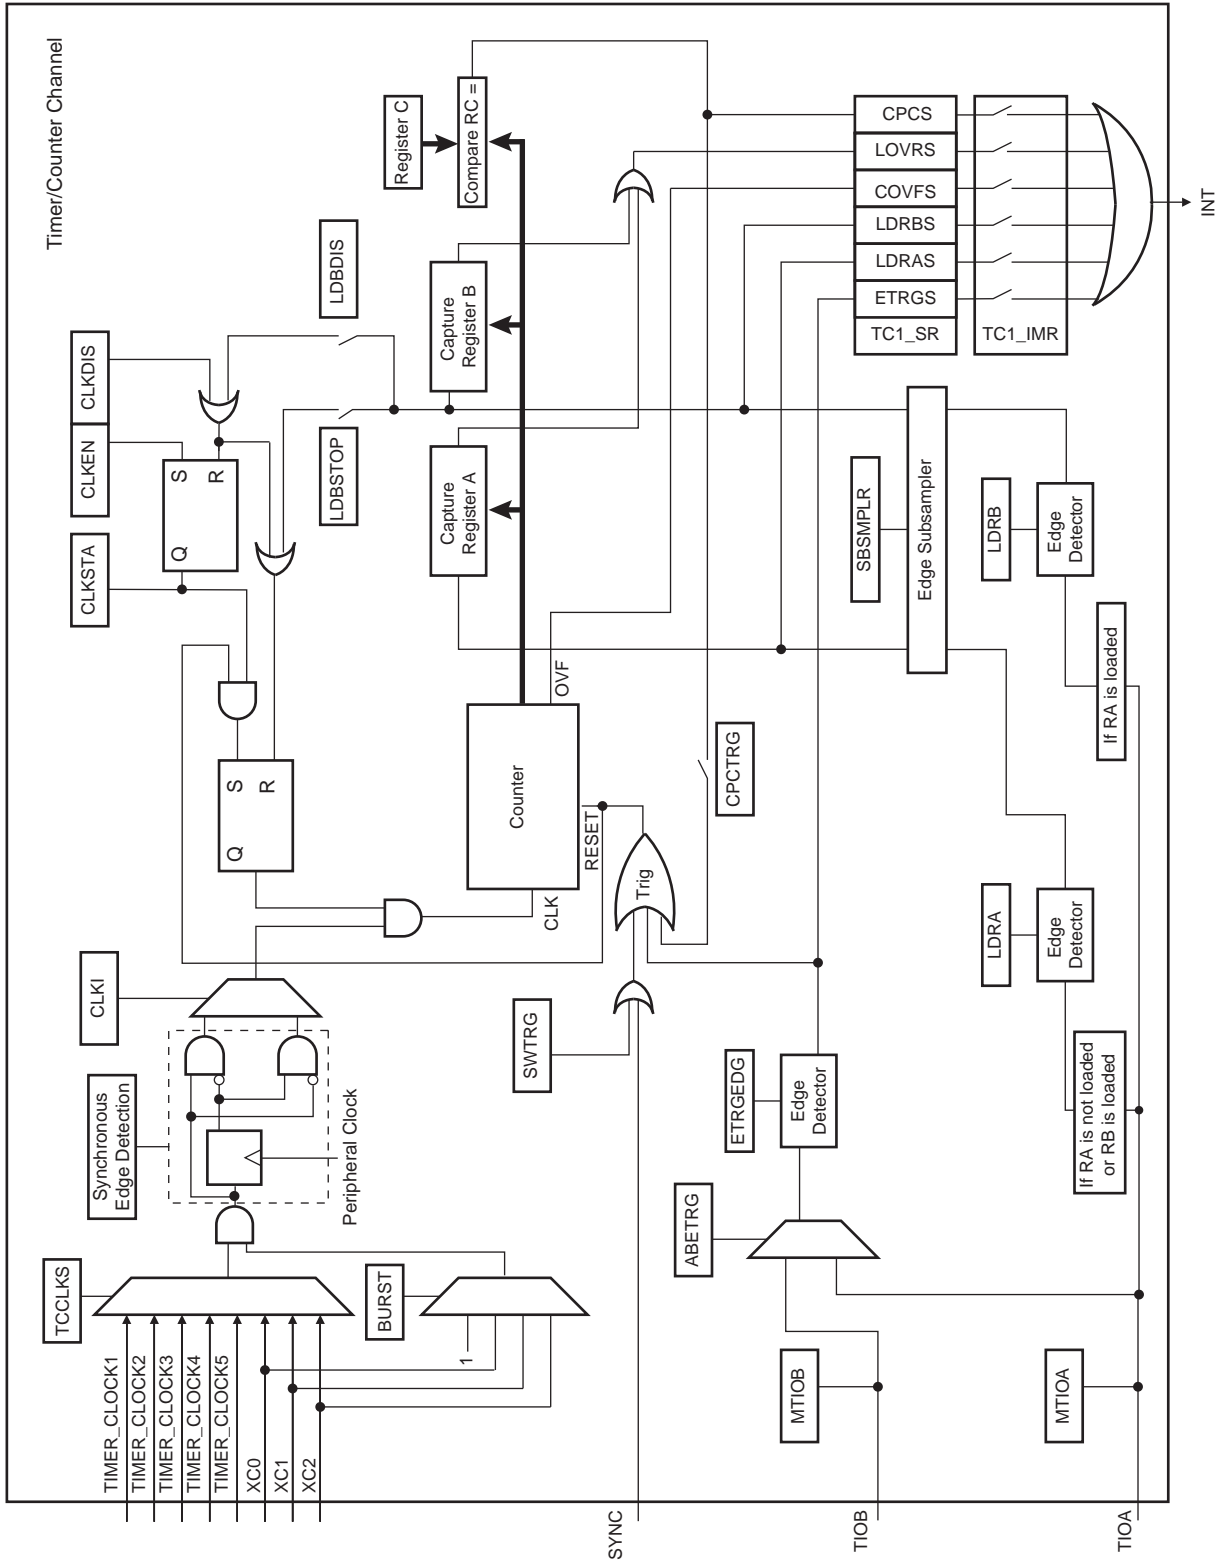 Timer/Counter Channel
TCCLKS
TIMER_CLOCK1
TIMER_CLOCK2
TIMER_CLOCK3
TIMER_CLOCK4
TIMER_CLOCK5
XC0
XC1
XC2
Synchronous
Edge Detection
CLKI
Peripheral Clock
BURST
1
CLKSTA
CLKEN
CLKDIS
Q
S
R
Q
S
R
LDBSTOP
LDBDIS
Register C
Capture
Register A
Capture
Register B
Compare RC =
Counter
CLK
OVF
RESET
SYNC
SWTRG
Trig
CPCTRG
ABETRG
ETRGEDG
Edge
Detector
MTIOB
TIOB
MTIOA
TIOA
SBSMPLR
Edge Subsampler
LDRA
Edge
Detector
If RA is not loaded
or RB is loaded
LDRB
Edge
Detector
If RA is loaded
CPCS
LOVRS
COVFS
LDRBS
LDRAS
ETRGS
TC1_SR
TC1_IMR
INT